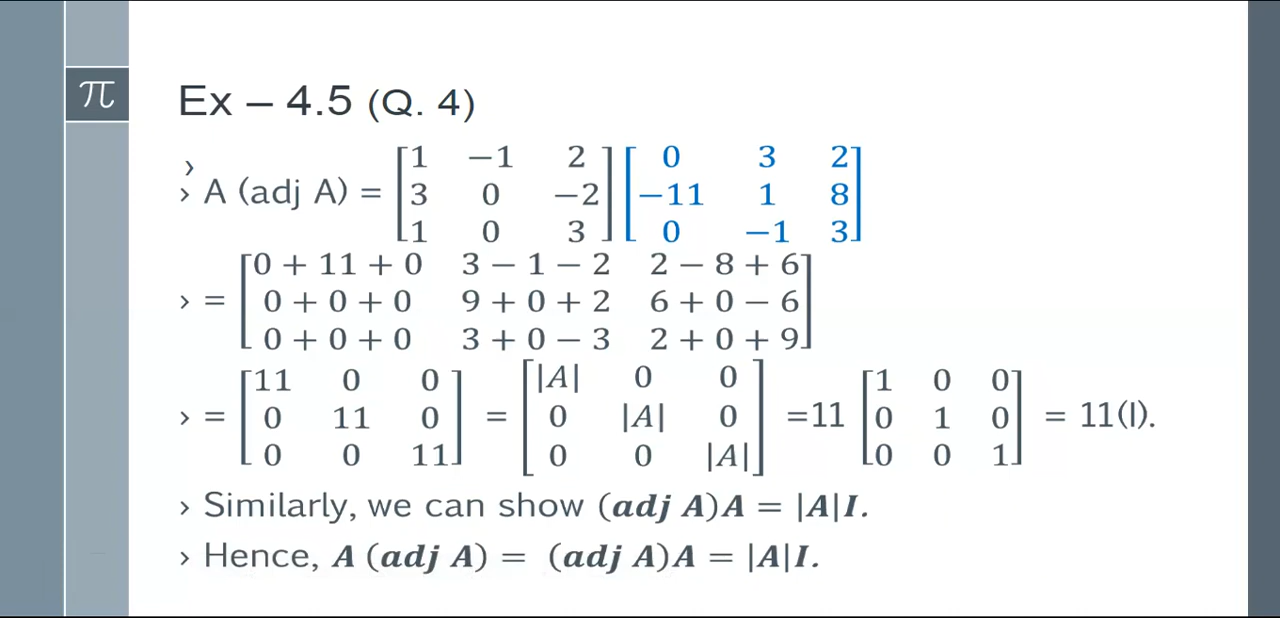 π
Ex – 4.5 (Q. 4)
›
› A (adj A) = [1 −1 2; 3 0 −2; 1 0 3] [0 3 2; −11 1 8; 0 −1 3]
› = [0 + 11 + 0 3 − 1 − 2 2 − 8 + 6; 0 + 0 + 0 9 + 0 + 2 6 + 0 − 6; 0 + 0 + 0 3 + 0 − 3 2 + 0 + 9]
› = [11 0 0; 0 11 0; 0 0 11] = [|A| 0 0; 0 |A| 0; 0 0 |A|] =11 [1 0 0; 0 1 0; 0 0 1] = 11(I).
› Similarly, we can show (adj A)A = |A|I.
› Hence, A (adj A) = (adj A)A = |A|I.